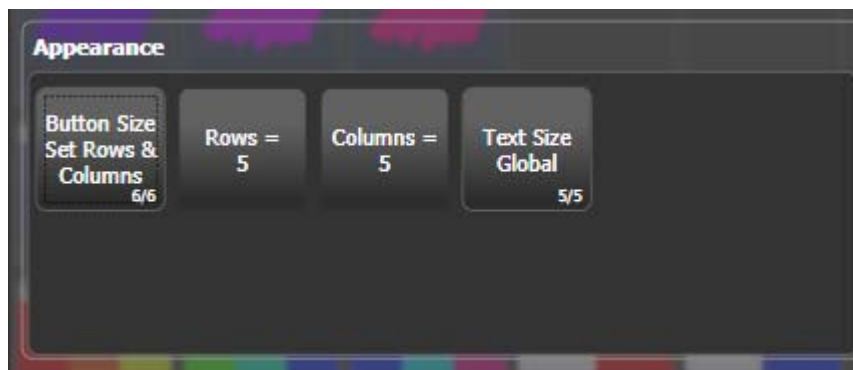 Appearance
Button Size
Set Rows &
Columns
6/6
Rows =
5
Columns =
5
Text Size
Global
5/5